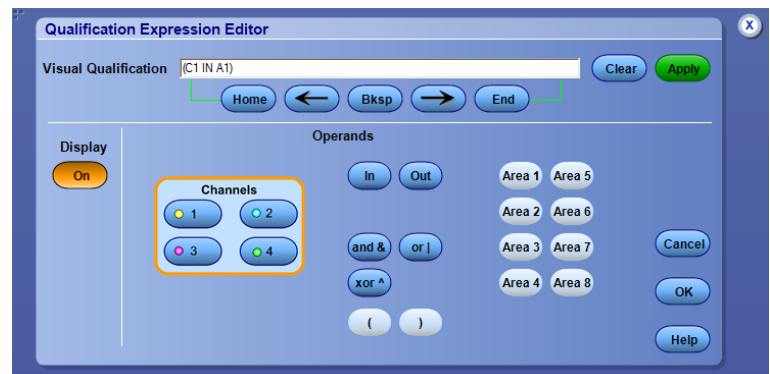 Qualification Expression Editor
X
Visual Qualification (C1 IN A1) Clear Apply
Home Bksp End
Display
On
Operands
Channels
1 2
3 4
In Out
and & or |
xor ^
( )
Area 1 Area 5
Area 2 Area 6
Area 3 Area 7
Area 4 Area 8
Cancel
OK
Help